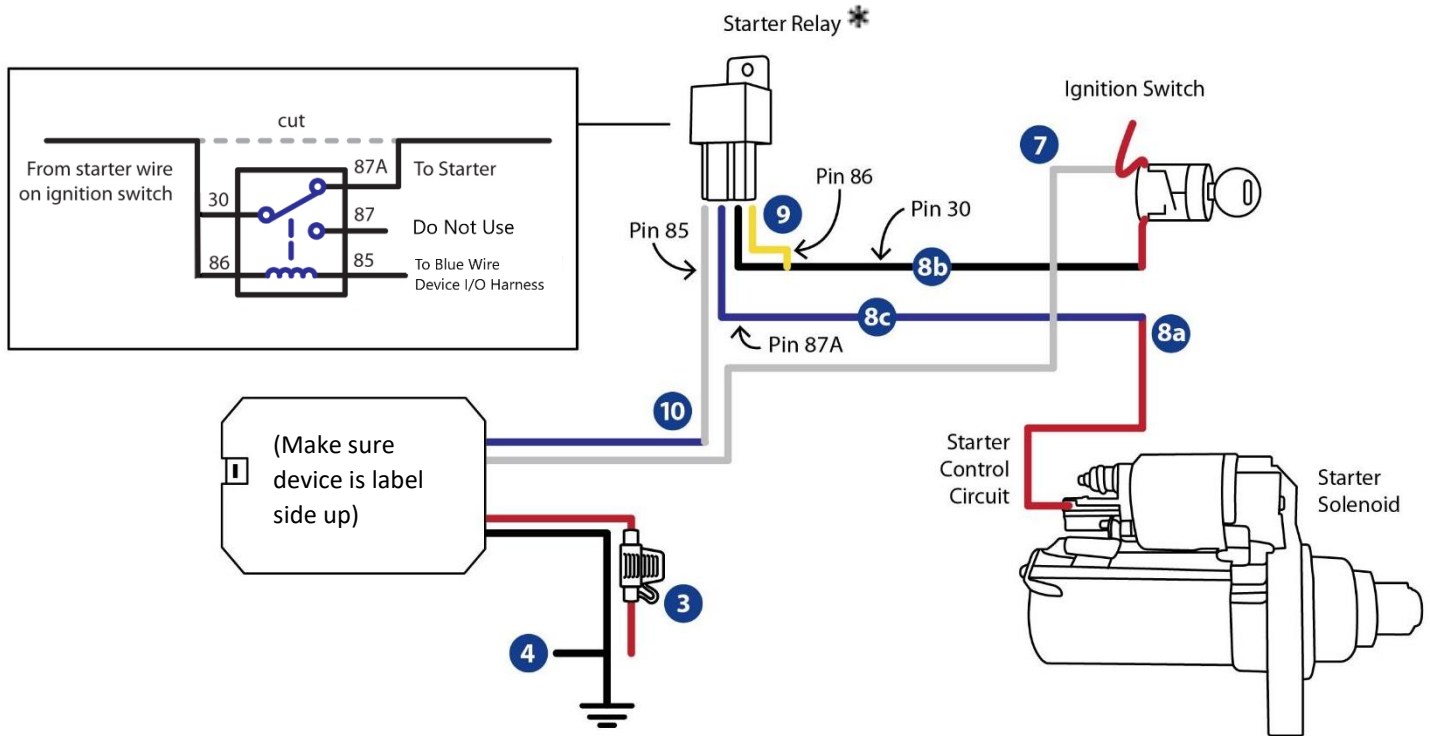 Starter Relay *
cut
From starter wire
on ignition switch
30
86
87A
To Starter
87
Do Not Use
85
To Blue Wire
Device I/O Harness
Ignition Switch
7
Pin 86
9
Pin 30
Pin 85
8b
8c
8a
Pin 87A
10
(Make sure
device is label
side up)
Starter
Control
Circuit
Starter
Solenoid
3
4